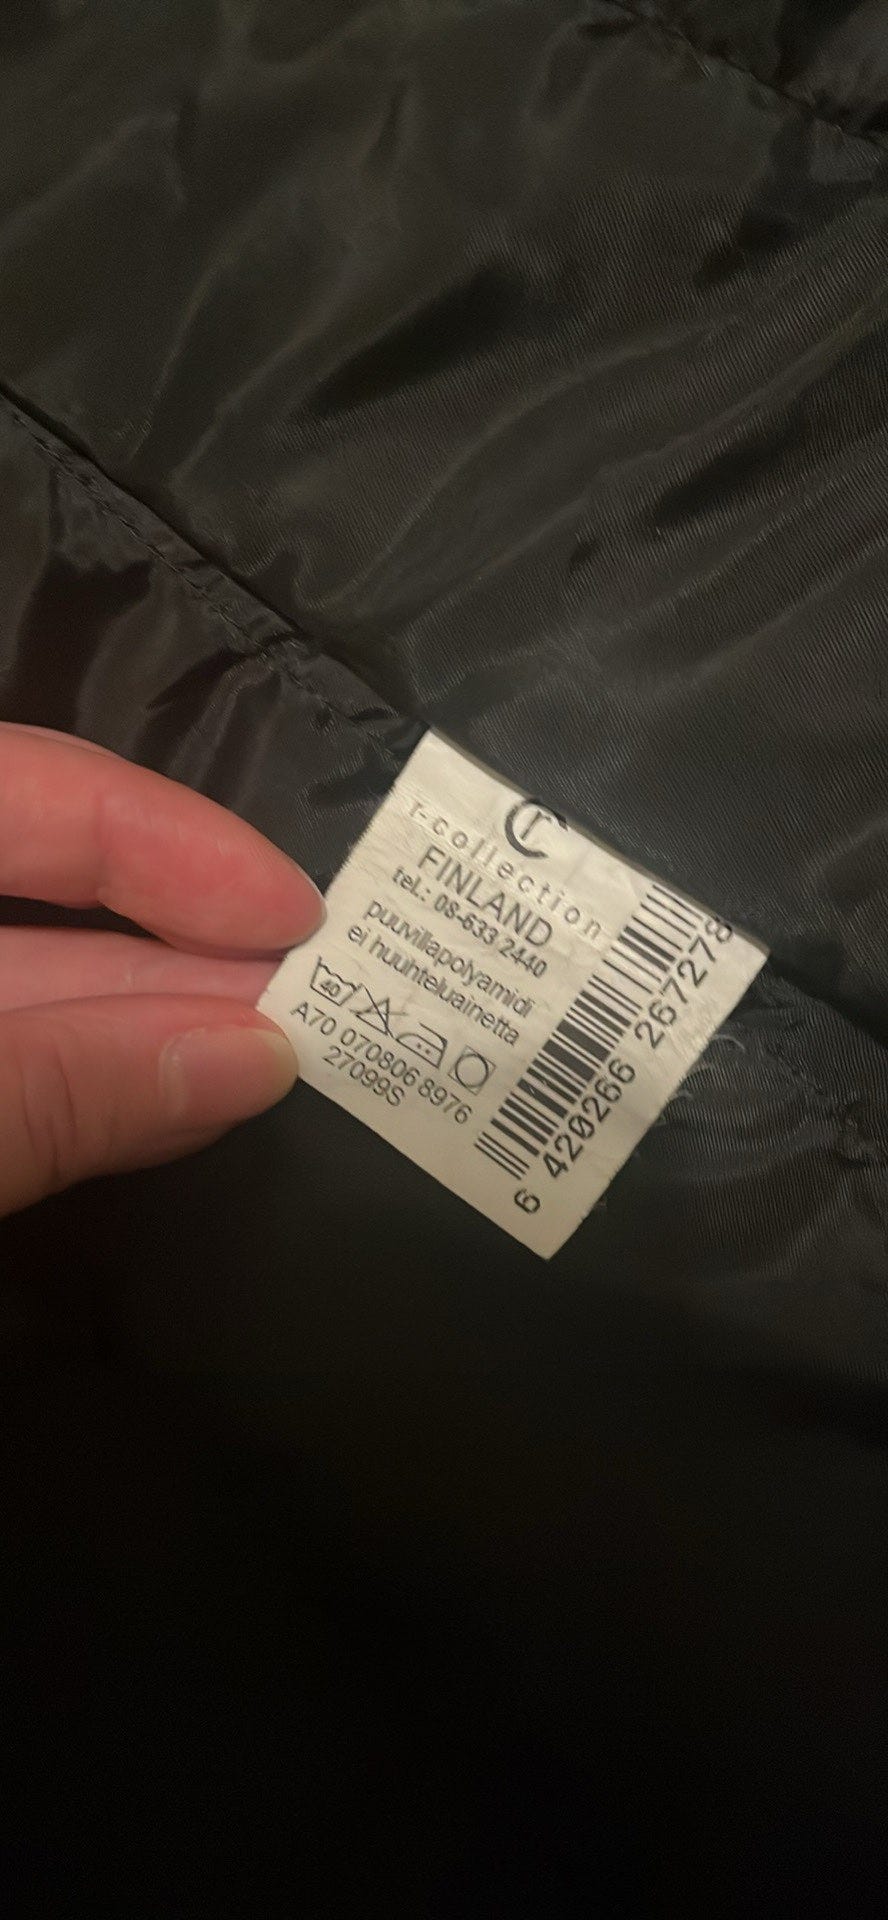 r-collection
FINLAND
tel.: 08-633 2440
puuvillapolyamidi
ei huuhteluainetta
40
A70 070806 8976
27099S
6 420266 267278